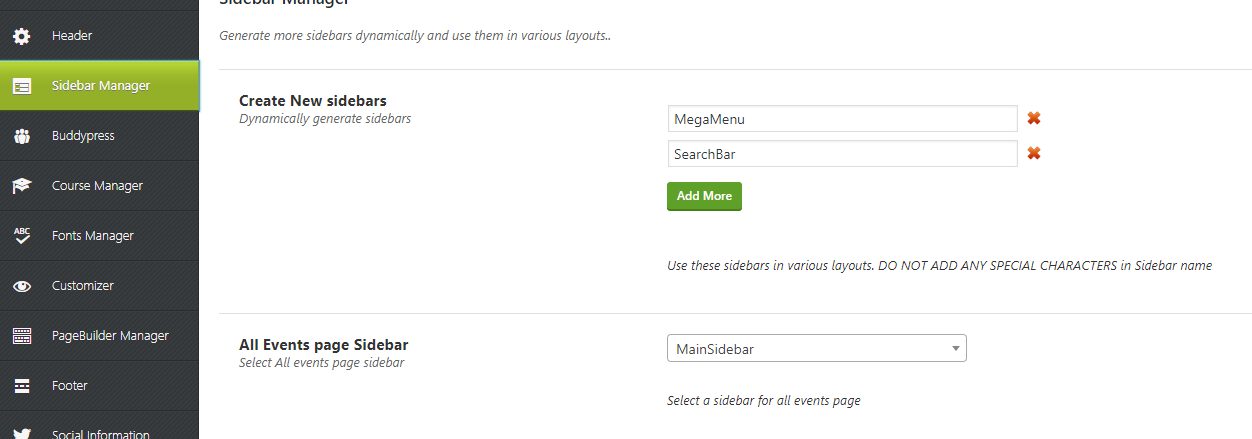 Sidebar Manager
Generate more sidebars dynamically and use them in various layouts..
Header
Sidebar Manager
Buddypress
Course Manager
ABC
Fonts Manager
Customizer
PageBuilder Manager
Footer
Social Information
Create New sidebars
Dynamically generate sidebars
MegaMenu
SearchBar
Add More
Use these sidebars in various layouts. DO NOT ADD ANY SPECIAL CHARACTERS in Sidebar name
All Events page Sidebar
Select All events page sidebar
MainSidebar
Select a sidebar for all events page